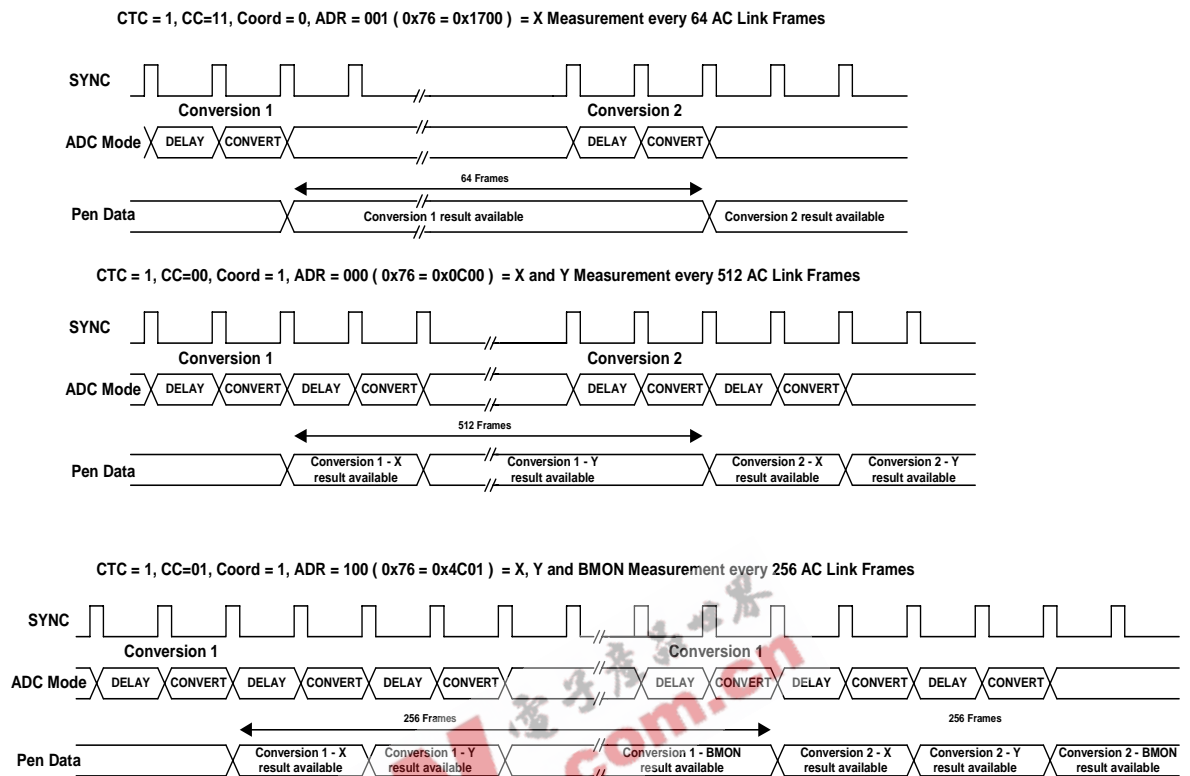 CTC = 1, CC=11, Coord = 0, ADR = 001 ( 0x76 = 0x1700 ) = X Measurement every 64 AC Link Frames
SYNC
Conversion 1
Conversion 2
ADC Mode
DELAY
CONVERT
DELAY
CONVERT
64 Frames
Pen Data
Conversion 1 result available
Conversion 2 result available
CTC = 1, CC=00, Coord = 1, ADR = 000 ( 0x76 = 0x0C00 ) = X and Y Measurement every 512 AC Link Frames
SYNC
Conversion 1
Conversion 2
ADC Mode
DELAY
CONVERT
DELAY
CONVERT
DELAY
CONVERT
DELAY
CONVERT
512 Frames
Pen Data
Conversion 1 - X
result available
Conversion 1 - Y
result available
Conversion 2 - X
result available
Conversion 2 - Y
result available
CTC = 1, CC=01, Coord = 1, ADR = 100 ( 0x76 = 0x4C01 ) = X, Y and BMON Measurement every 256 AC Link Frames
SYNC
Conversion 1
Conversion 1
ADC Mode
DELAY
CONVERT
DELAY
CONVERT
DELAY
CONVERT
DELAY
CONVERT
DELAY
CONVERT
DELAY
CONVERT
256 Frames
256 Frames
Pen Data
Conversion 1 - X
result available
Conversion 1 - Y
result available
Conversion 1 - BMON
result available
Conversion 2 - X
result available
Conversion 2 - Y
result available
Conversion 2 - BMON
result available
電子產品世界
.com.cn